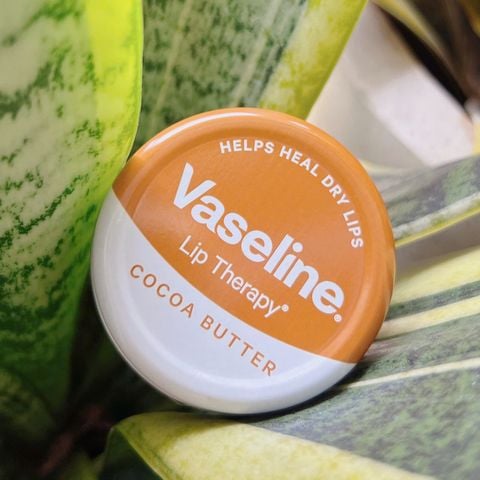 HELPS HEAL DRY LIPS
Vaseline®
Lip Therapy®
COCOA BUTTER